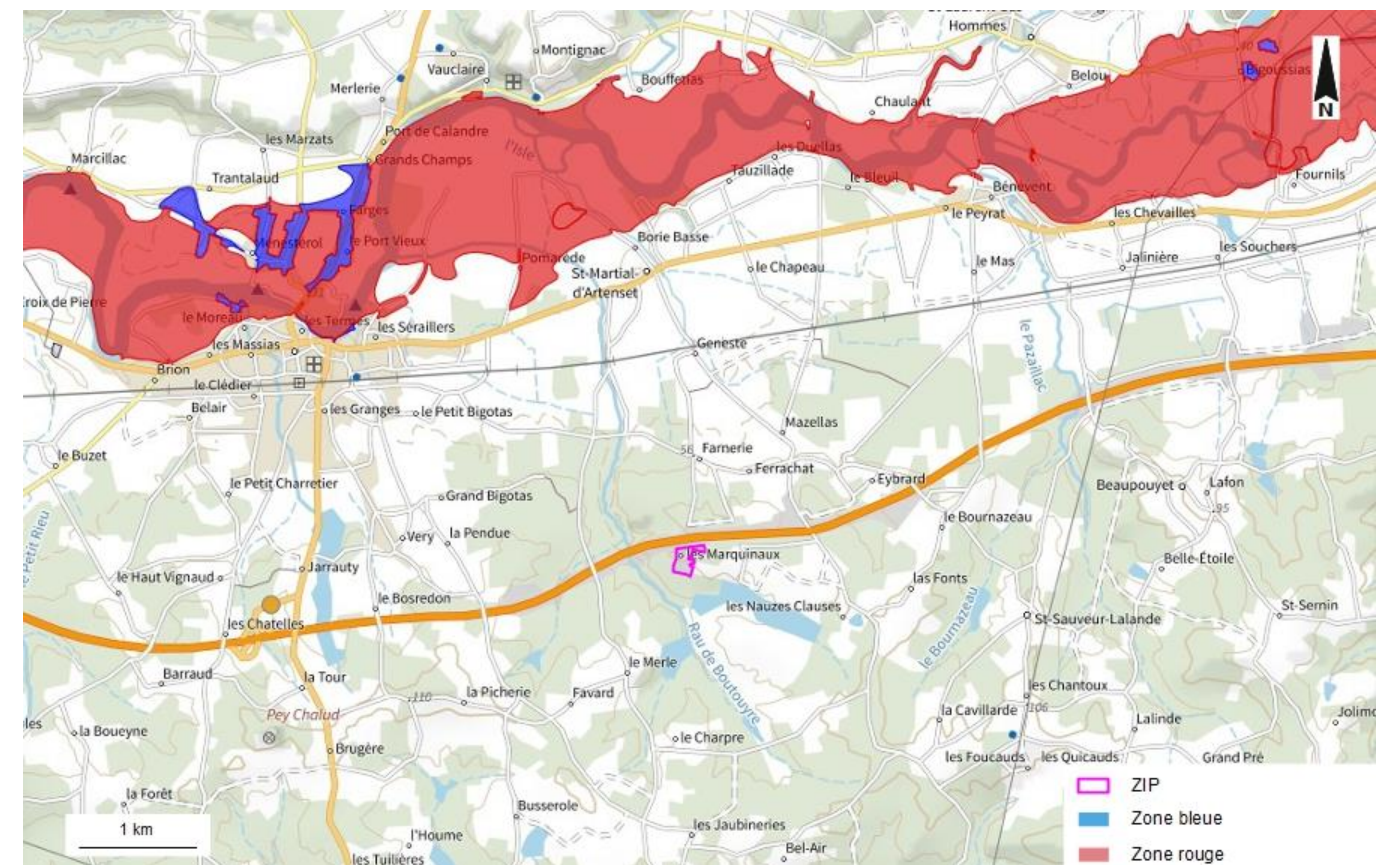 Hommes
Montignac
Vauclaire
Bouffetias
Belou
Bigoussias
Merlerie
Chaulant
N
Port de Calandre
les Marzats
l'Isle
Marcillac
Grands Champs
les Duellas
Trantalaud
Tauzillade
le Bleuil
Bénévent
Fournils
Farges
le Peyrat
les Chevailles
Ménestérol
le Port Vieux
Borie Basse
les Souchers
Pomarède
St-Martial-
d'Artenset
le Chapeau
le Mas
Jalinière
Croix de Pierre
le Moreau
les Termes
les Séraillers
les Massias
Geneste
le Pazaillac
Brion
le Clédier
Belair
les Granges
le Petit Bigotas
Mazellas
le Buzet
56
Farnerie
Ferrachat
Eybrard
le Petit Charretier
Grand Bigotas
Beaupouyet
Lafon
95
le Bournazeau
Very
la Pendue
les Marquinaux
Belle-Étoile
le Petit Rieu
le Haut Vignaud
Jarrauty
las Fonts
le Bosredon
les Nauzes Clauses
St-Sernin
les Chatelles
St-Sauveur-Lalande
le Bournazeau
Rau de Boutouyre
Barraud
la Tour
le Merle
la Picherie
Favard
110
les Chantoux
106
Pey Chalud
la Cavillarde
Lalinde
la Boueyne
le Charpre
Brugère
les Foucauds
les Quicauds
Grand Pré
la Forêt
ZIP
Busserole
1 km
les Jaubineries
Zone bleue
l'Houme
Bel-Air
les Tuilières
Zone rouge